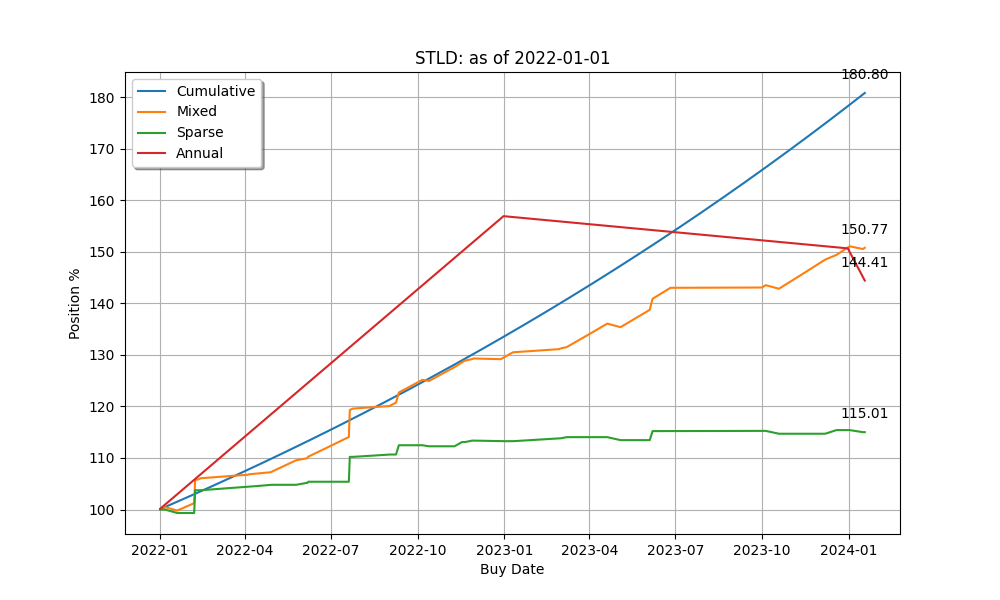 STLD: as of 2022-01-01
Cumulative
Mixed
Sparse
Annual
180.80
150.77
144.41
115.01
180
170
160
150
140
130
120
110
100
Position %
2022-01 2022-04 2022-07 2022-10 2023-01 2023-04 2023-07 2023-10 2024-01
Buy Date